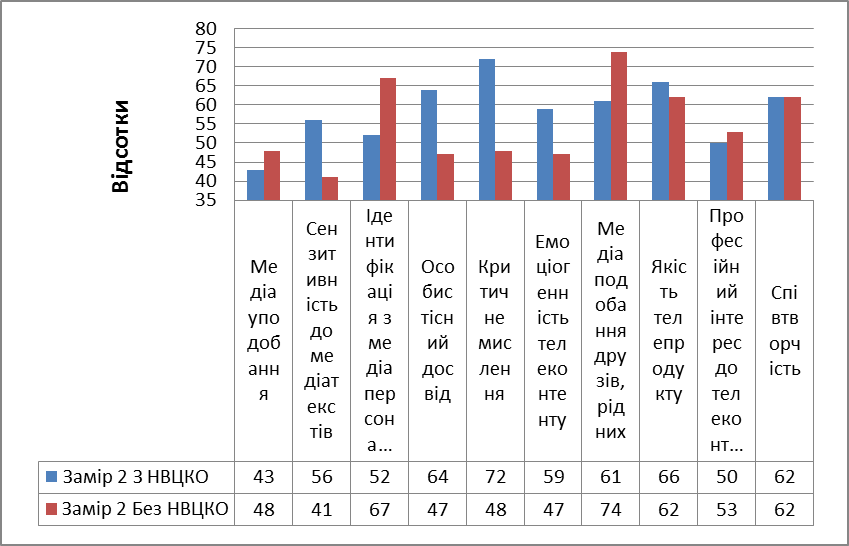 80
75
70
65
60
55
50
45
40
35
Відсотки
Ме
діа
упо
доб
анн
я
Сен
зит
ивн
ість
до
ме
діат
екс
тів
Іде
нти
фік
аці
я з
ме
діа
пер
сон
а...
Осо
бис
тіс
ний
дос
від
Кри
тич
не
мис
лен
ня
Емо
ціо
ген
ність
тел
еко
нте
нту
Ме
діа
под
оба
ння
дру
зів,
рід
них
Якіс
ть
тел
епр
оду
кту
Про
фес
ійн
ий
інте
рес
до
тел
еко
нт...
Спі
втв
орч
ість
Замір 2 З НВЦКО 43 56 52 64 72 59 61 66 50 62
Замір 2 Без НВЦКО 48 41 67 47 48 47 74 62 53 62